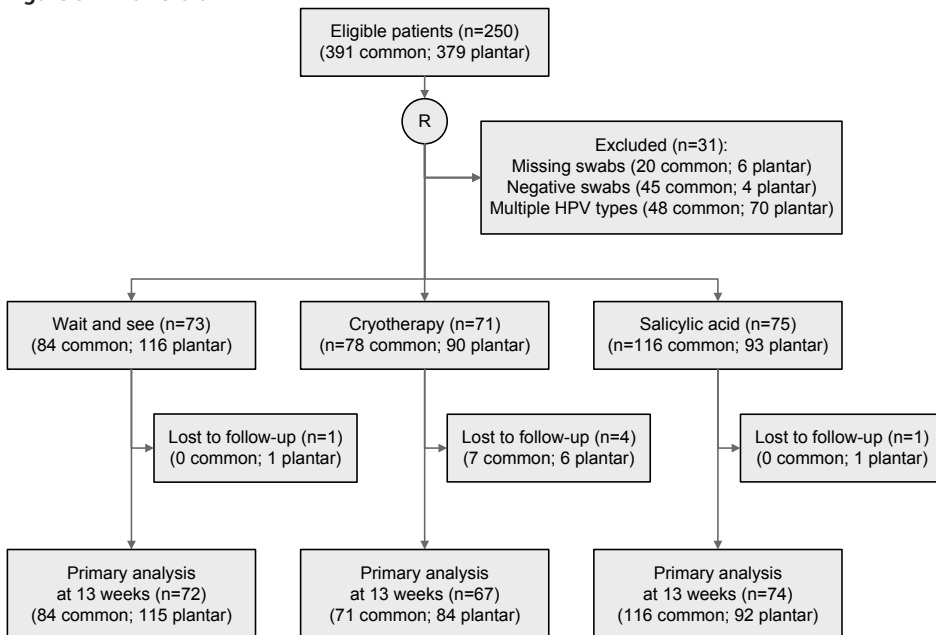 Eligible patients (n=250)
(391 common; 379 plantar)
R
Excluded (n=31):
Missing swabs (20 common; 6 plantar)
Negative swabs (45 common; 4 plantar)
Multiple HPV types (48 common; 70 plantar)
Wait and see (n=73)
(84 common; 116 plantar)
Cryotherapy (n=71)
(n=78 common; 90 plantar)
Salicylic acid (n=75)
(n=116 common; 93 plantar)
Lost to follow-up (n=1)
(0 common; 1 plantar)
Lost to follow-up (n=4)
(7 common; 6 plantar)
Lost to follow-up (n=1)
(0 common; 1 plantar)
Primary analysis
at 13 weeks (n=72)
(84 common; 115 plantar)
Primary analysis
at 13 weeks (n=67)
(71 common; 84 plantar)
Primary analysis
at 13 weeks (n=74)
(116 common; 92 plantar)